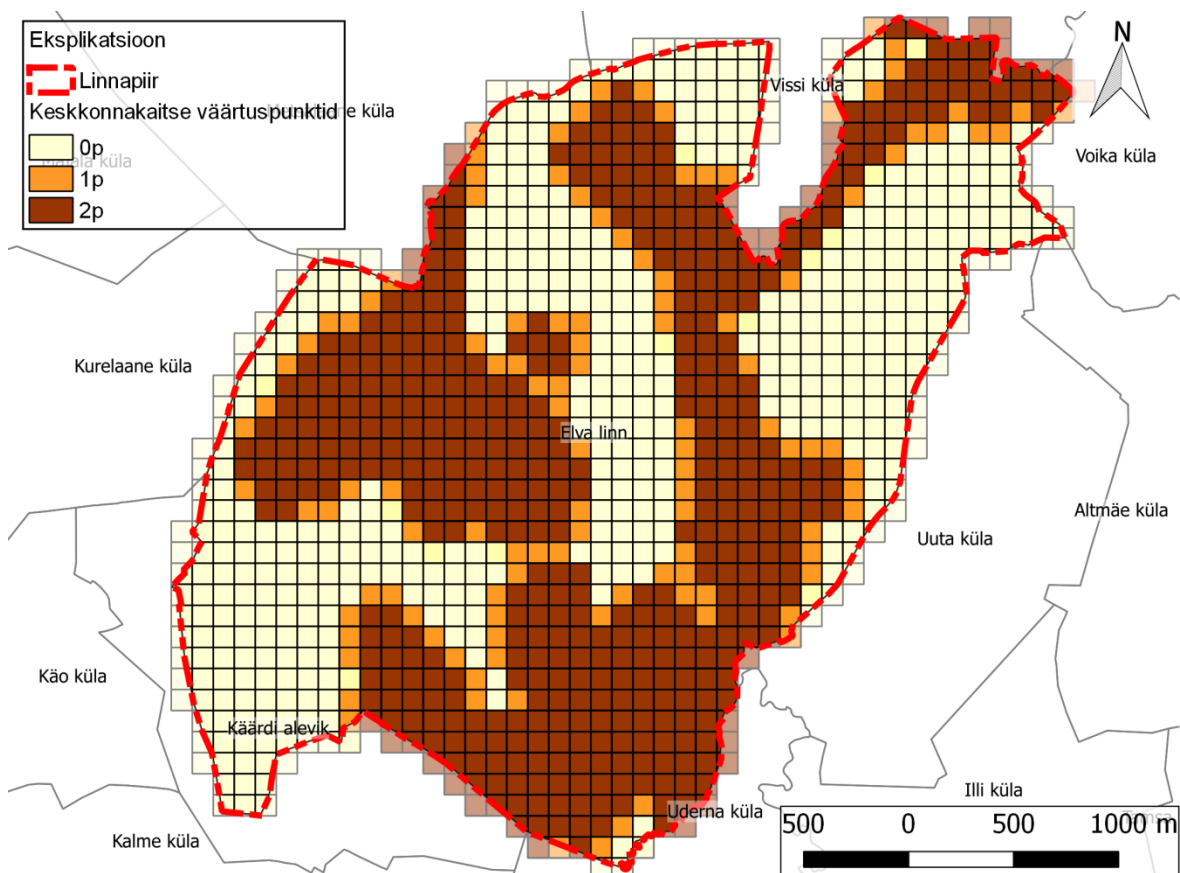 Eksplikatsioon
Linnapiir
Keskkonnakaitse väärtuspunktid
e küla
0p
1p
2p
N
Vissi küla
Voika küla
Kurelaane küla
Elva linn
Altmäe küla
Uuta küla
Käo küla
Käärdi alevik
Illi küla
Uderna küla
Kalme küla
500 0 500 1000 m